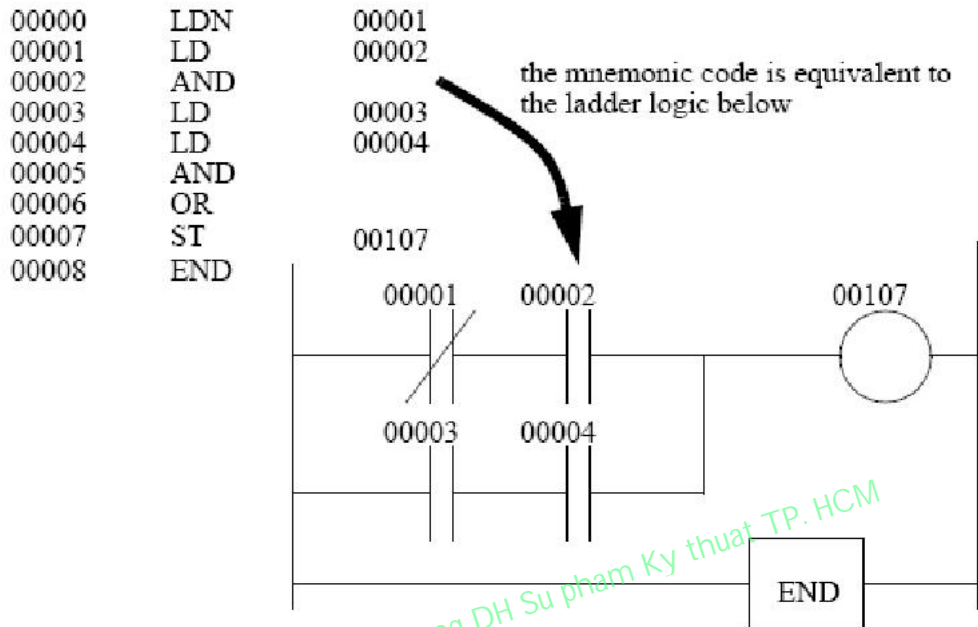 00000 LDN 00001
00001 LD 00002
00002 AND
00003 LD 00003
00004 LD 00004
00005 AND
00006 OR
00007 ST 00107
00008 END
the mnemonic code is equivalent to
the ladder logic below
00001 00002 00107
00003 00004
END
DH Su pham Ky thuat TP. HCM